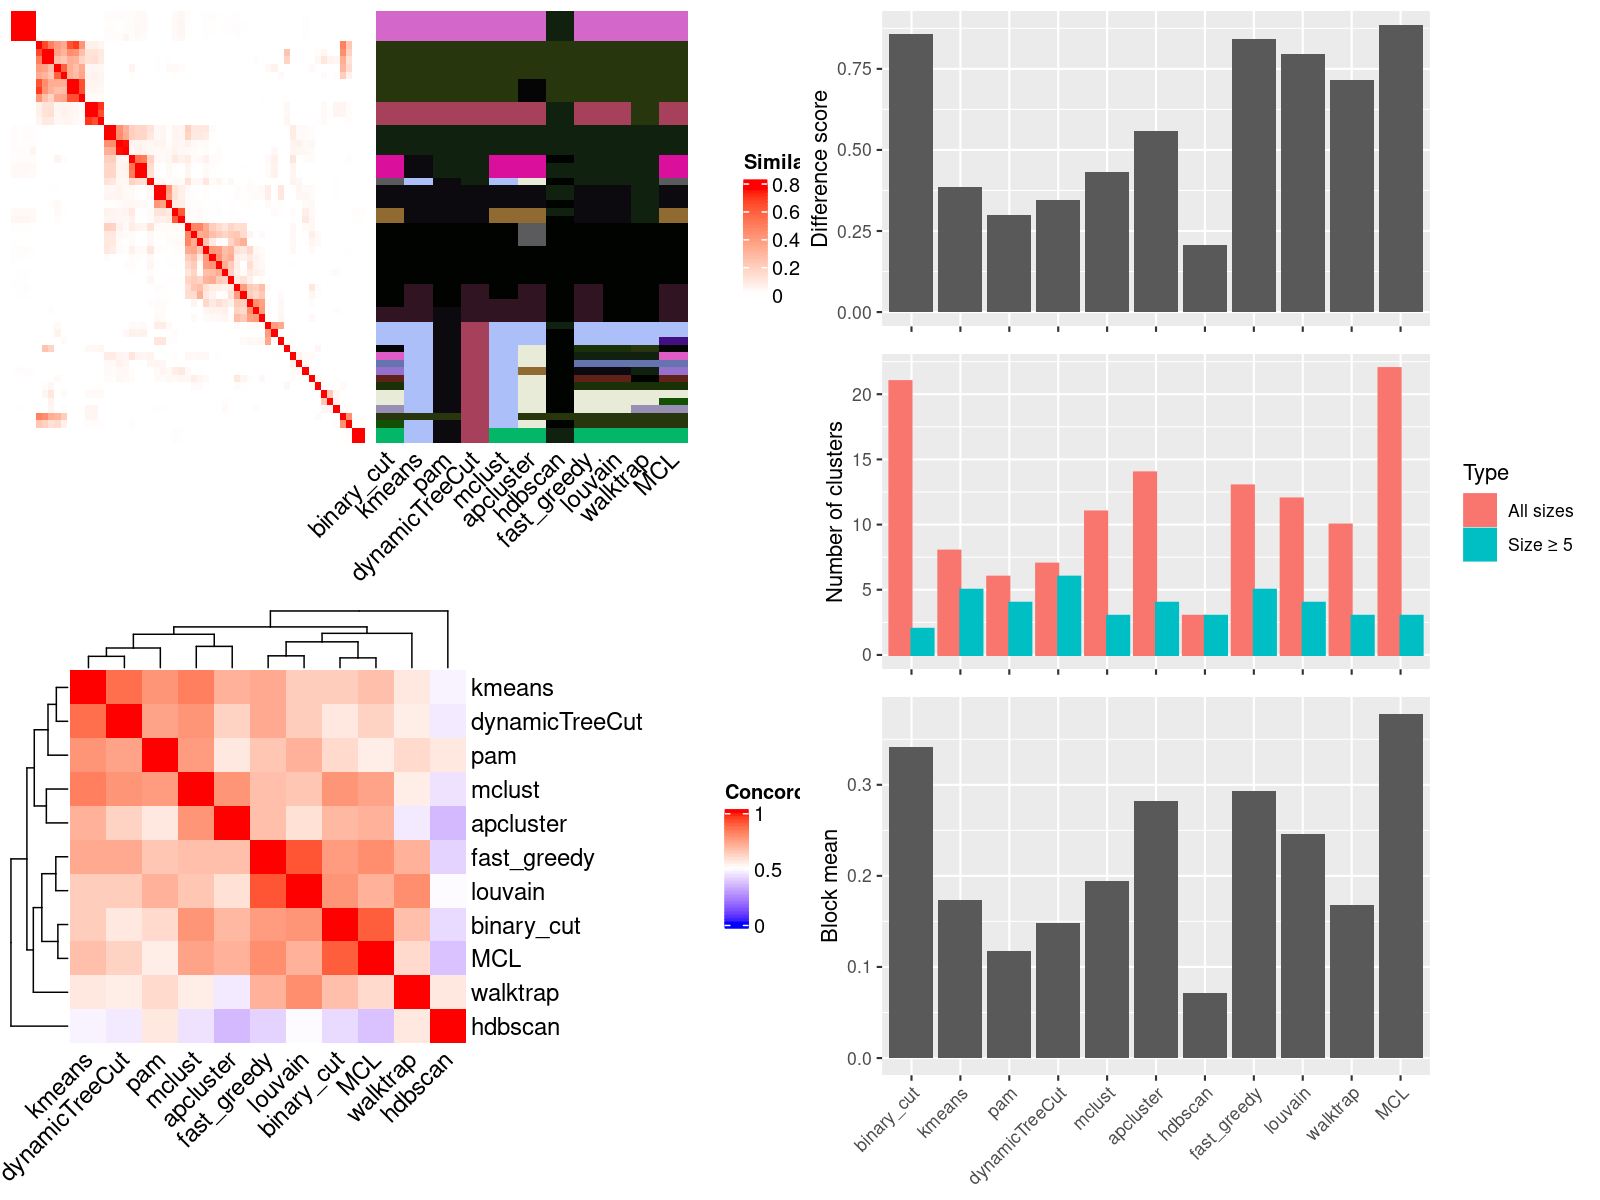 Simila
0.8
0.6
0.4
0.2
0
binary_cut
kmeans
pam
dynamicTreeCut
mclust
apcluster
hdbscan
fast_greedy
louvain
walktrap
MCL
Difference score
0.75
0.50
0.25
0.00
Number of clusters
20
15
10
5
0
Type
All sizes
Size ≥ 5
kmeans
dynamicTreeCut
pam
mclust
apcluster
fast_greedy
louvain
binary_cut
MCL
walktrap
hdbscan
kmeans
dynamicTreeCut
pam
mclust
apcluster
fast_greedy
louvain
binary_cut
MCL
walktrap
hdbscan
Concord
1
0.5
0
Block mean
0.3
0.2
0.1
0.0
binary_cut
kmeans
pam
dynamicTreeCut
mclust
apcluster
hdbscan
fast_greedy
louvain
walktrap
MCL